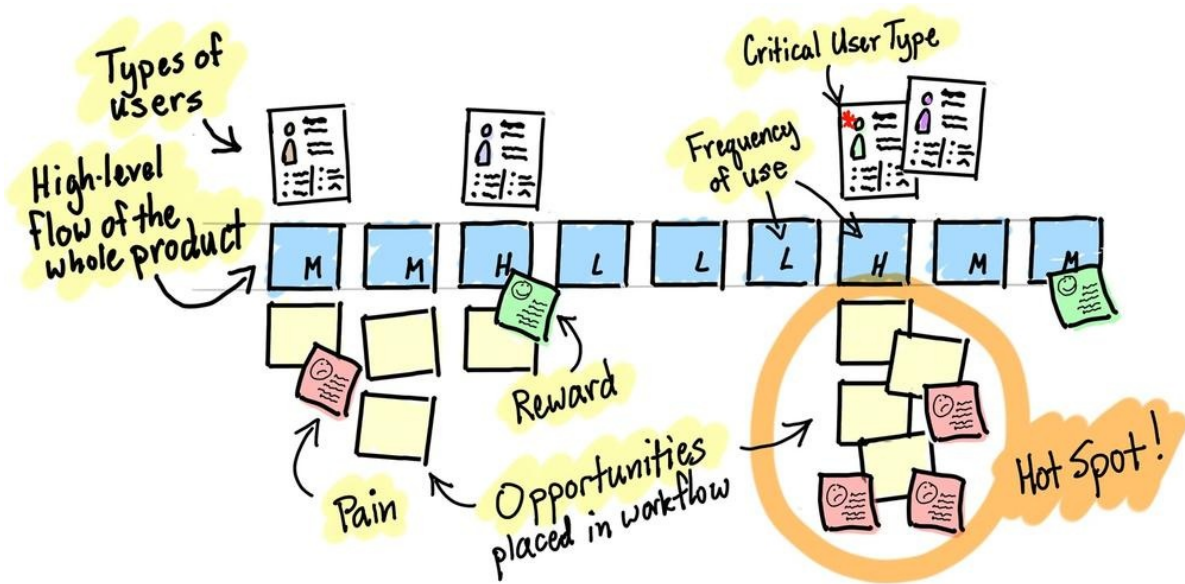 Types of
users
High-level
flow of the
whole product
Critical User Type
Frequency
of use
M
M
H
L
L
L
H
M
M
Reward
Pain
Opportunities
placed in workflow
Hot Spot!